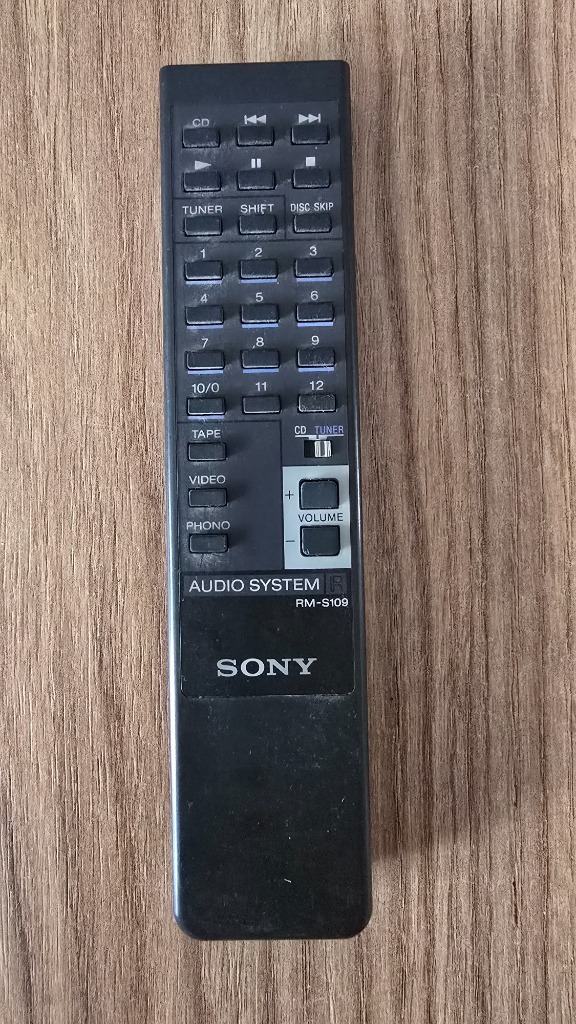 CD
TUNER SHIFT DISC SKIP
1 2 3
4 5 6
7 8 9
10/0 11 12
TAPE
CD TUNER
VIDEO
+
VOLUME
PHONO
−
AUDIO SYSTEM R
RM-S109
SONY